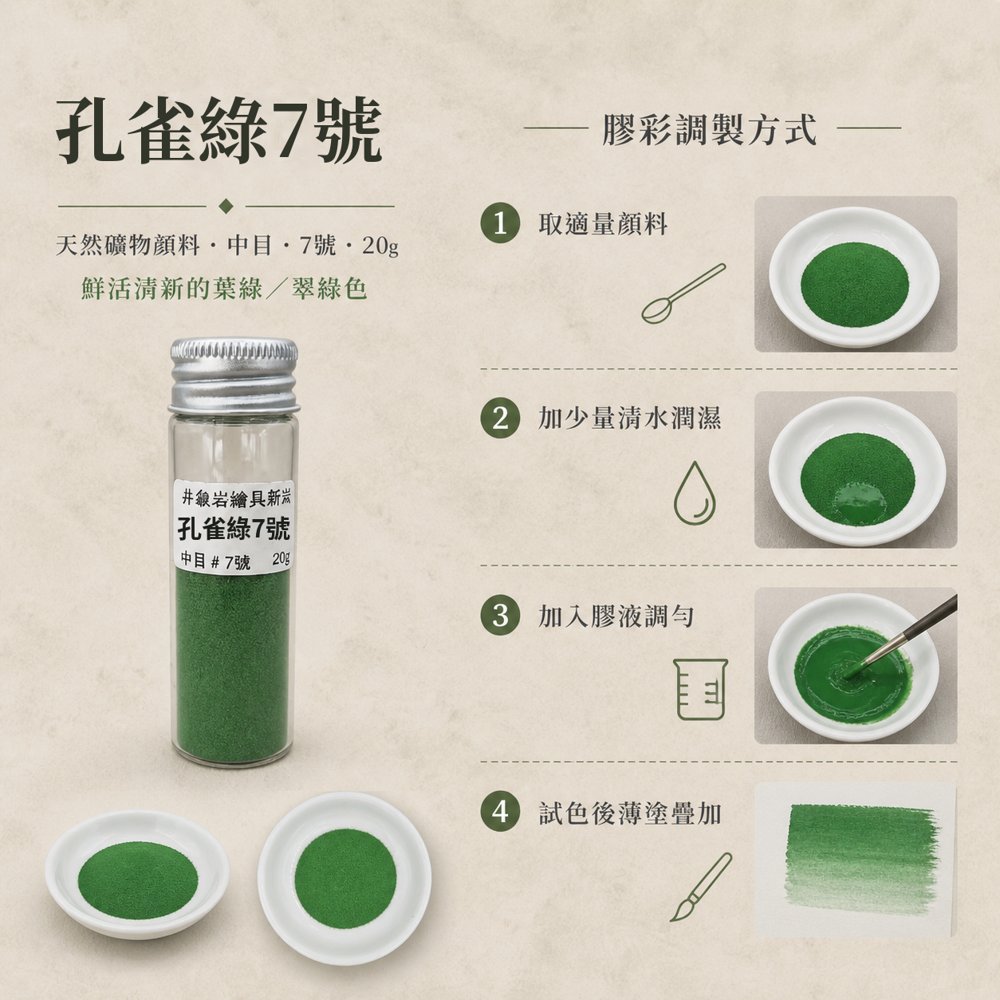 孔雀綠7號
天然礦物顏料・中目・7號・20g
鮮活清新的葉綠／翠綠色
孔雀綠7號
中目 # 7號 20g
膠彩調製方式
1 取適量顏料
2 加少量清水潤濕
3 加入膠液調勻
4 試色後薄塗疊加